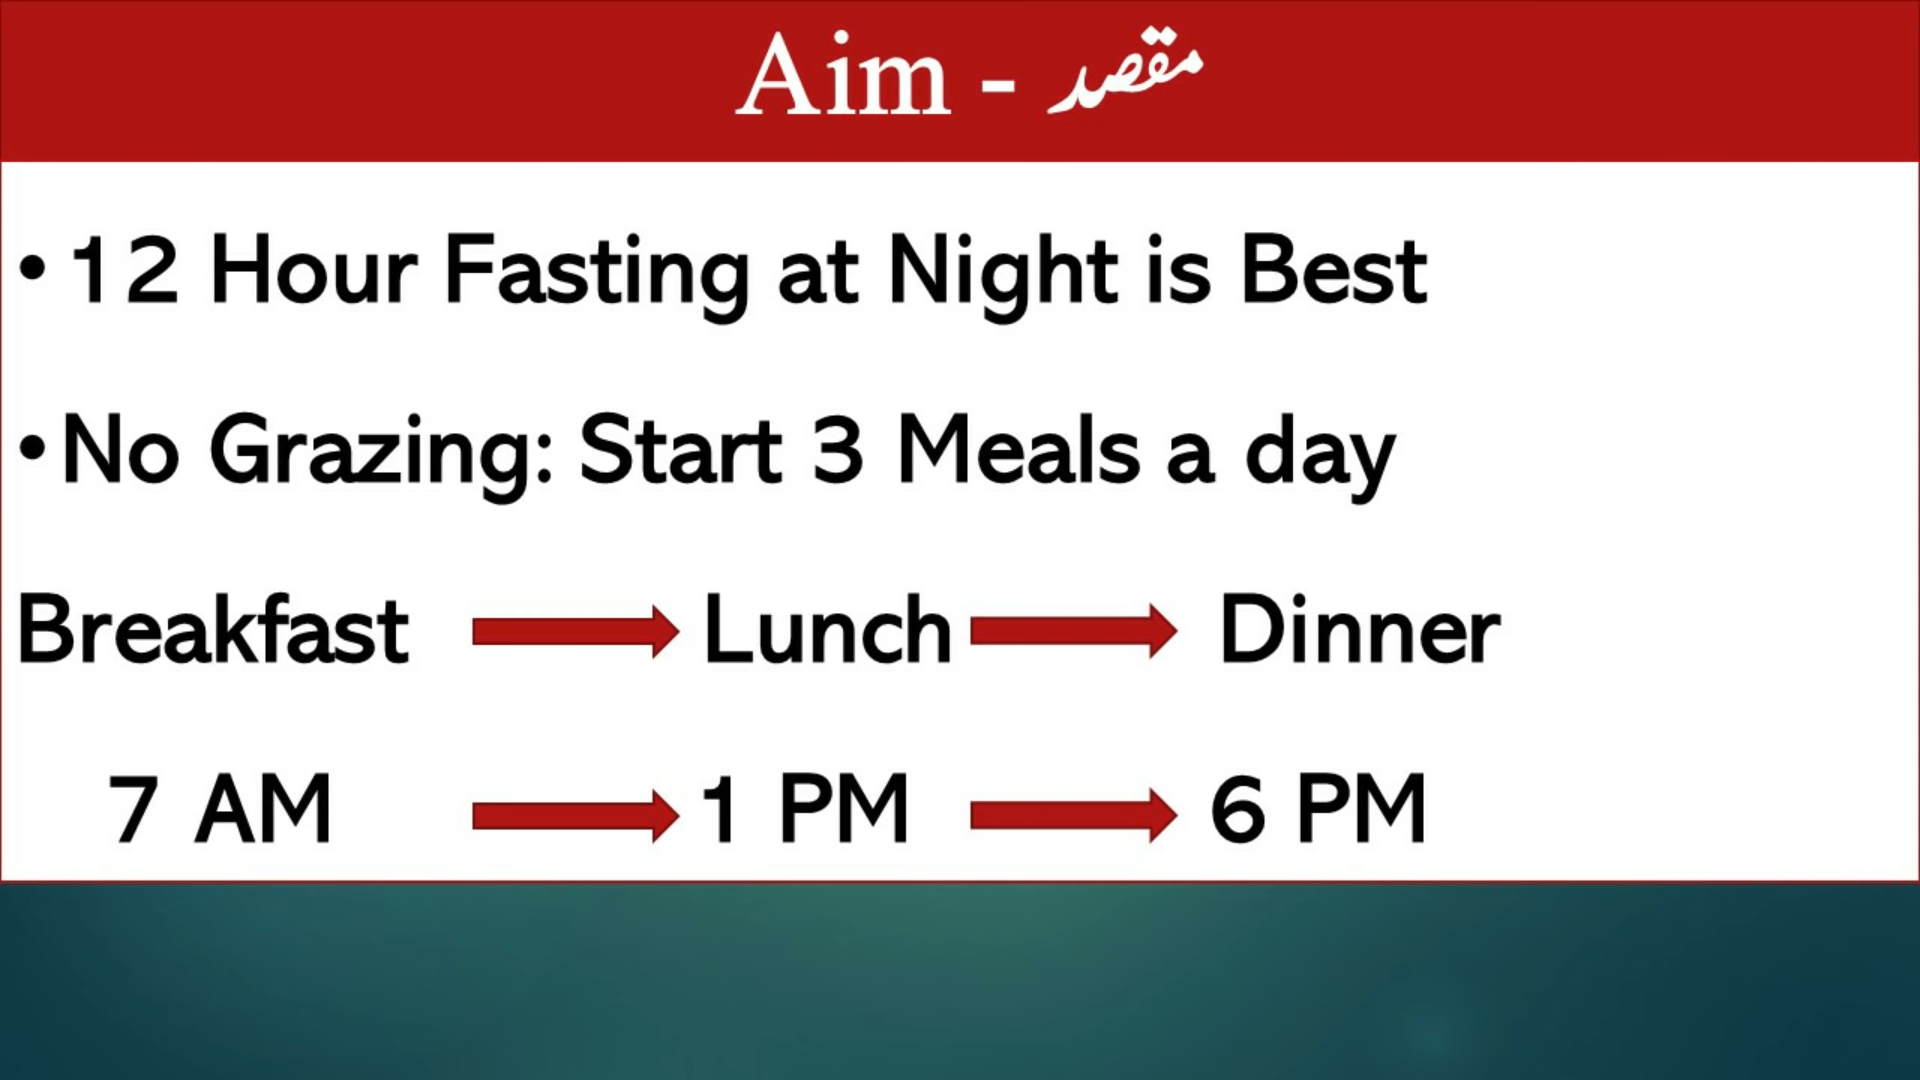 Aim - مقصد
• 12 Hour Fasting at Night is Best
• No Grazing: Start 3 Meals a day
Breakfast Lunch Dinner
7 AM 1 PM 6 PM